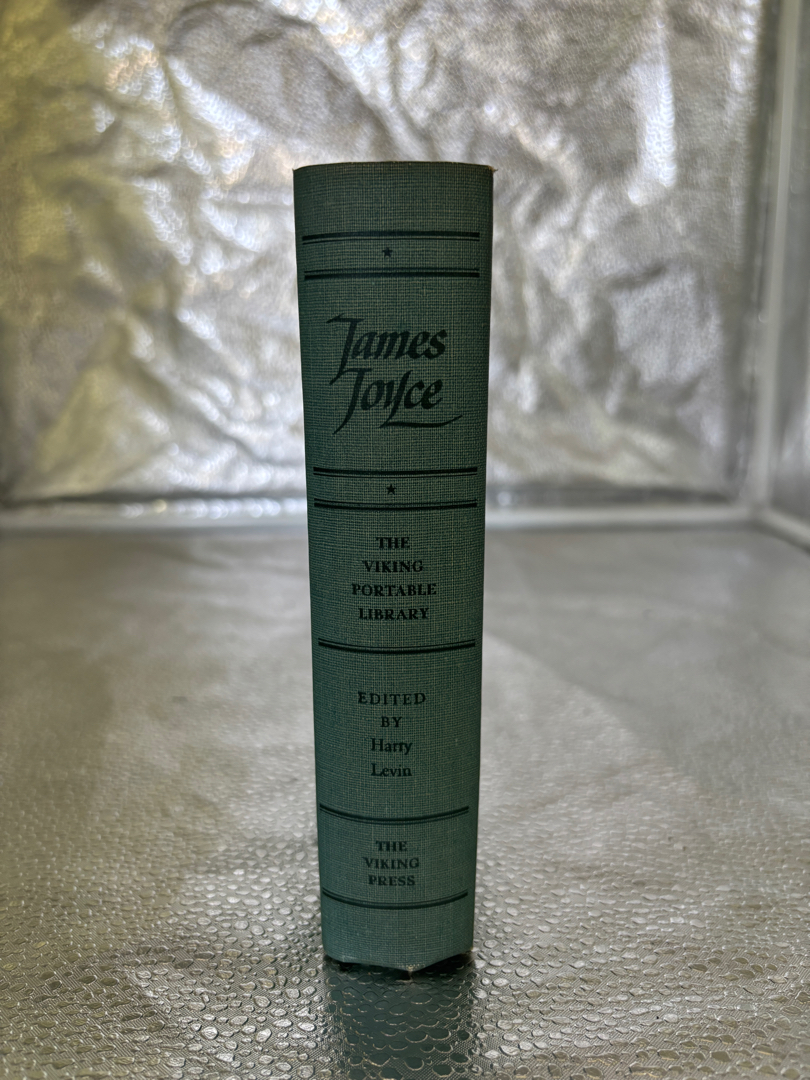 James
Joyce
THE
VIKING
PORTABLE
LIBRARY
EDITED
BY
Harry
Levin
THE
VIKING
PRESS